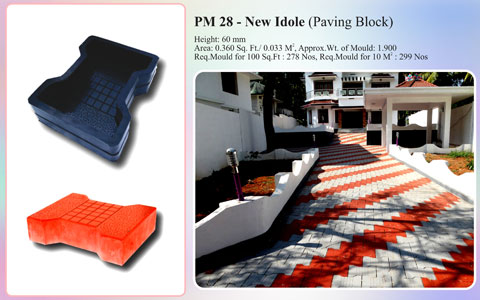 PM 28 - New Idole (Paving Block)
Height: 60 mm
Area: 0.360 Sq. Ft./ 0.033 M², Approx.Wt. of Mould: 1.900
Req.Mould for 100 Sq.Ft : 278 Nos, Req.Mould for 10 M² : 299 Nos